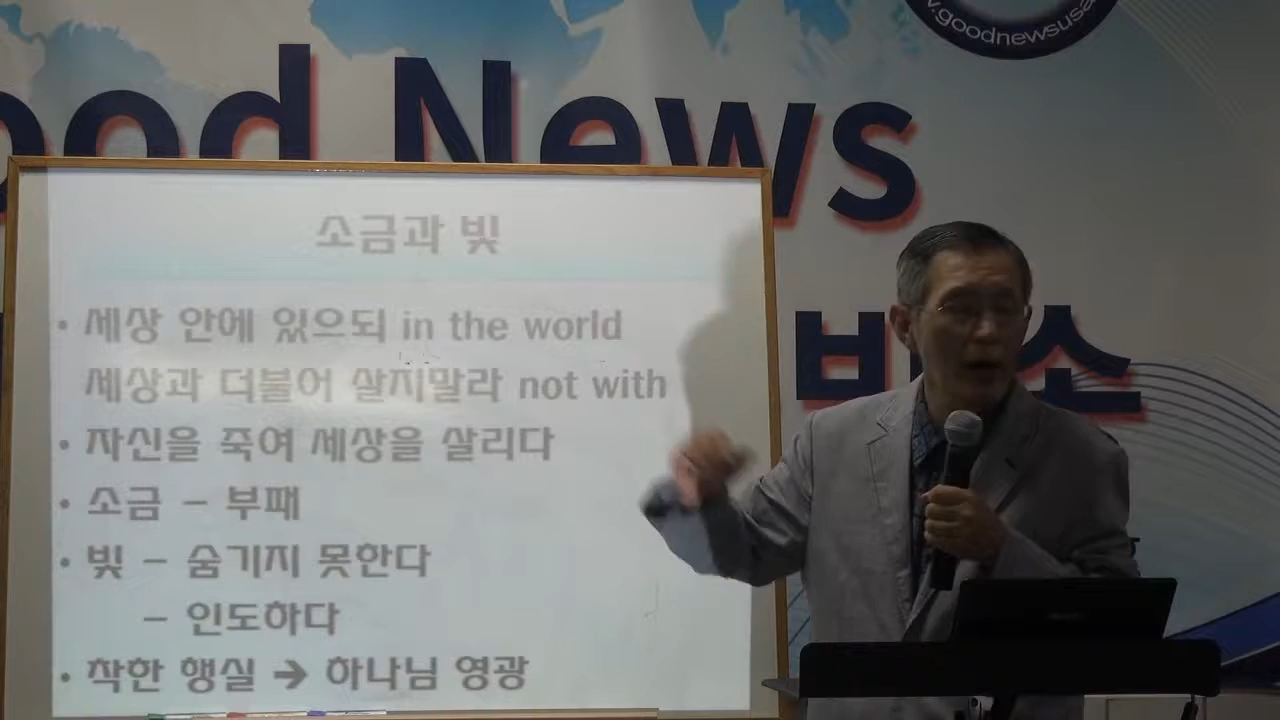 .goodnewsusa
ood News
소금과 빛
• 세상 안에 있으되 in the world
세상과 더불어 살지말라 not with
• 자신을 죽여 세상을 살리다
• 소금 – 부패
• 빛 – 숨기지 못한다
– 인도하다
• 착한 행실 → 하나님 영광